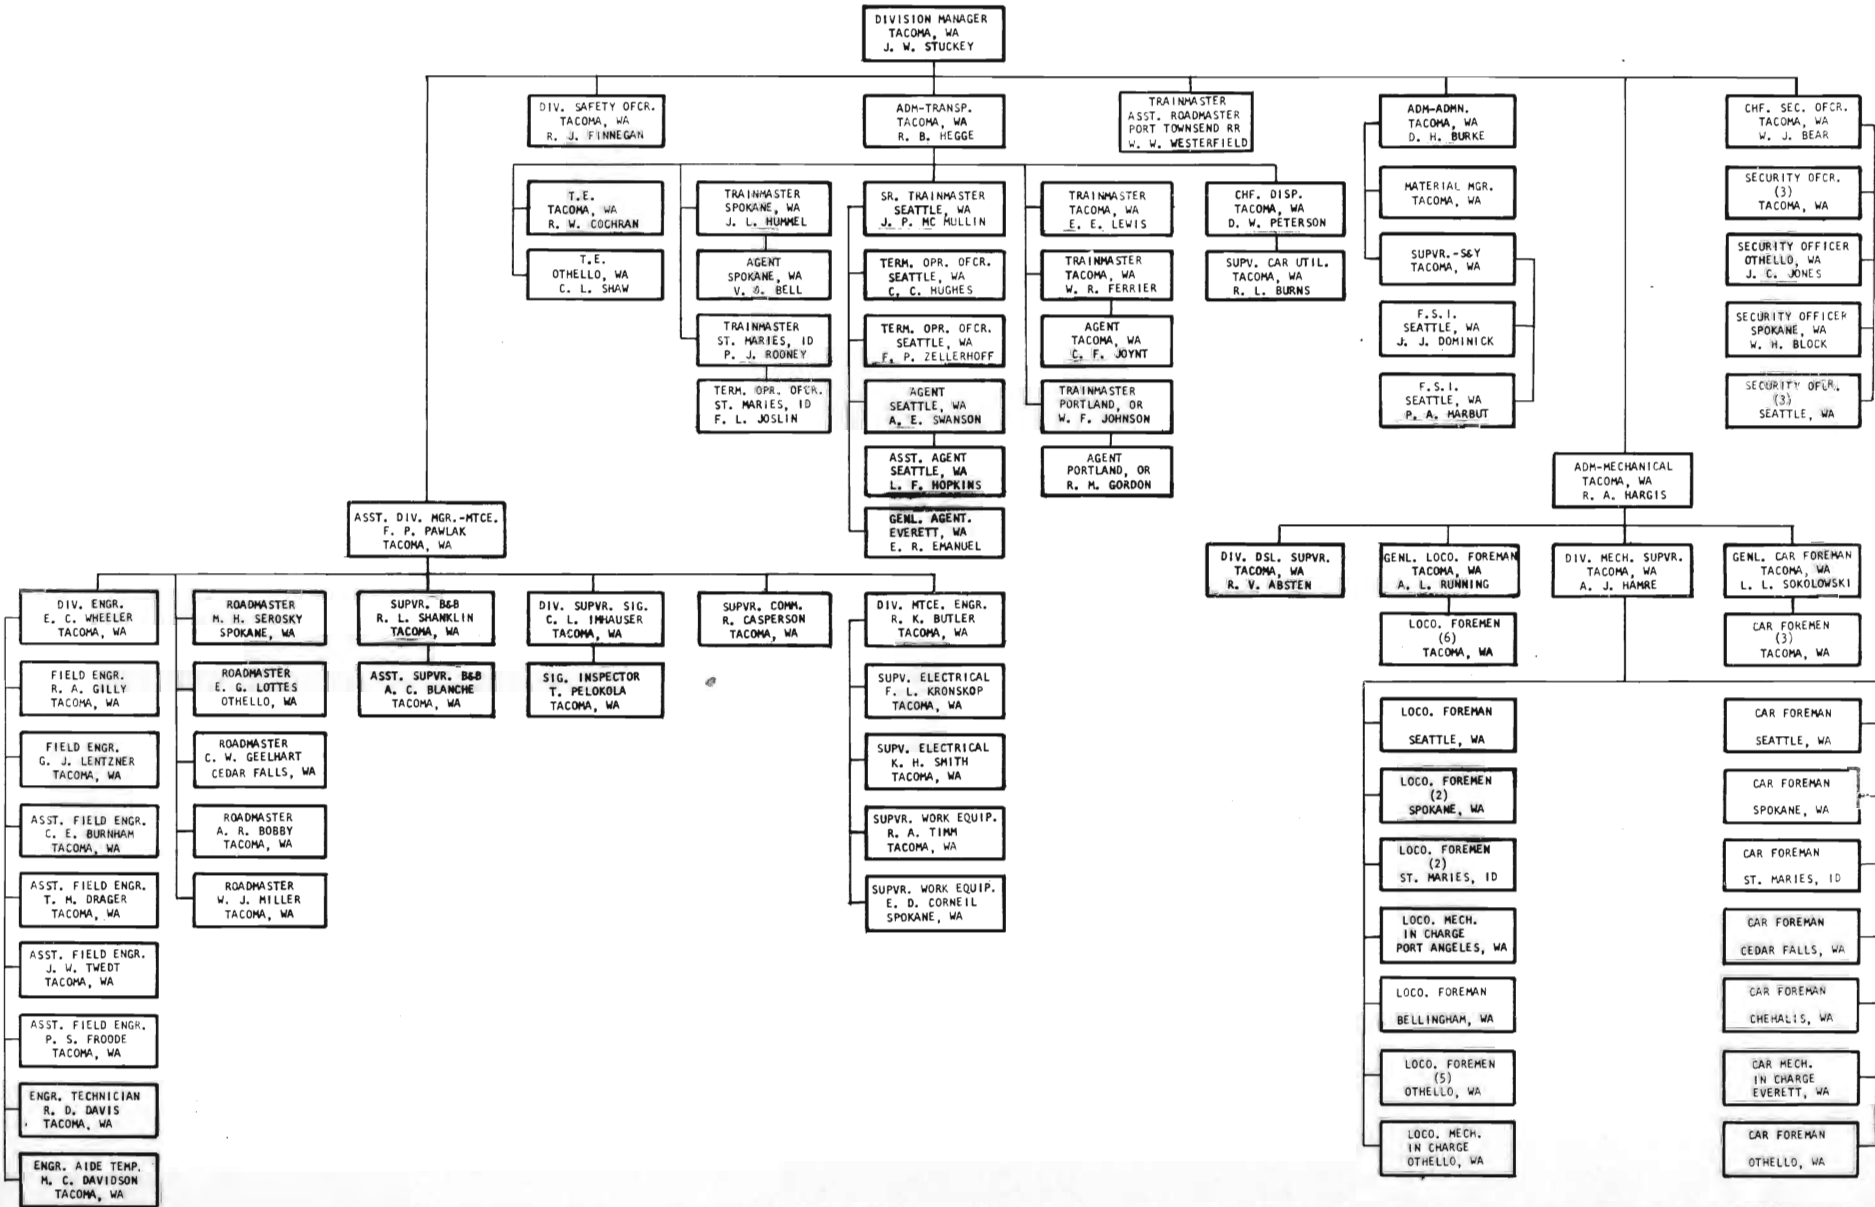 DIVISION MANAGER
TACOMA, WA
J. W. STUCKEY
DIV. SAFETY OFCR.
TACOMA, WA
R. J. FINNEGAN
ADM-TRANSP.
TACOMA, WA
R. B. HEGGE
TRAINMASTER
ASST. ROADMASTER
PORT TOWNSEND RR
W. W. WESTERFIELD
ADM-ADMN.
TACOMA, WA
D. H. BURKE
CHF. SEC. OFCR.
TACOMA, WA
W. J. BEAR
T.E.
TACOMA, WA
R. W. COCHRAN
T.E.
OTHELLO, WA
C. L. SHAW
TRAINMASTER
SPOKANE, WA
J. L. HUMMEL
AGENT
SPOKANE, WA
V. BELL
TRAINMASTER
ST. MARIES, ID
P. J. ROONEY
TERM. OPR. OFCR.
ST. MARIES, ID
F. L. JOSLIN
SR. TRAINMASTER
SEATTLE, WA
J. P. MC MULLIN
TERM. OPR. OFCR.
SEATTLE, WA
C. C. HUGHES
TERM. OPR. OFCR.
SEATTLE, WA
F. P. ZELLERHOFF
AGENT
SEATTLE, WA
A. E. SWANSON
ASST. AGENT
SEATTLE, WA
L. F. HOPKINS
GENL. AGENT.
EVERETT, WA
E. R. EMANUEL
TRAINMASTER
TACOMA, WA
E. E. LEWIS
TRAINMASTER
TACOMA, WA
W. R. FERRIER
AGENT
TACOMA, WA
C. F. JOYNT
TRAINMASTER
PORTLAND, OR
W. F. JOHNSON
AGENT
PORTLAND, OR
R. M. GORDON
CHF. DISP.
TACOMA, WA
D. W. PETERSON
SUPV. CAR UTIL.
TACOMA, WA
R. L. BURNS
MATERIAL MGR.
TACOMA, WA
SUPVR.-S&Y
TACOMA, WA
F.S.I.
SEATTLE, WA
J. J. DOMINICK
F.S.I.
SEATTLE, WA
P. A. MARBUT
SECURITY OFCR.
(3)
TACOMA, WA
SECURITY OFFICER
OTHELLO, WA
J. C. JONES
SECURITY OFFICER
SPOKANE, WA
W. H. BLOCK
SECURITY OFCR.
(3)
SEATTLE, WA
ASST. DIV. MGR.-MTCE.
F. P. PAWLAK
TACOMA, WA
DIV. ENGR.
E. C. WHEELER
TACOMA, WA
FIELD ENGR.
R. A. GILLY
TACOMA, WA
FIELD ENGR.
G. J. LENTZNER
TACOMA, WA
ASST. FIELD ENGR.
C. E. BURNHAM
TACOMA, WA
ASST. FIELD ENGR.
T. M. DRAGER
TACOMA, WA
ASST. FIELD ENGR.
J. W. TWEDT
TACOMA, WA
ASST. FIELD ENGR.
P. S. FROODE
TACOMA, WA
ENGR. TECHNICIAN
R. D. DAVIS
TACOMA, WA
ENGR. AIDE TEMP.
M. C. DAVIDSON
TACOMA, WA
ROADMASTER
M. H. SEROSKY
SPOKANE, WA
ROADMASTER
E. G. LOTTES
OTHELLO, WA
ROADMASTER
C. W. GEELHART
CEDAR FALLS, WA
ROADMASTER
A. R. BOBBY
TACOMA, WA
ROADMASTER
W. J. MILLER
TACOMA, WA
SUPVR. B&B
R. L. SHANKLIN
TACOMA, WA
ASST. SUPVR. B&B
A. C. BLANCHE
TACOMA, WA
DIV. SUPVR. SIG.
C. L. IMHAUSER
TACOMA, WA
SIG. INSPECTOR
T. PELOKOLA
TACOMA, WA
SUPVR. COMM.
R. CASPERSON
TACOMA, WA
DIV. MTCE. ENGR.
R. K. BUTLER
TACOMA, WA
SUPV. ELECTRICAL
F. L. KRONSKOP
TACOMA, WA
SUPV. ELECTRICAL
K. H. SMITH
TACOMA, WA
SUPVR. WORK EQUIP.
R. A. TIMM
TACOMA, WA
SUPVR. WORK EQUIP.
E. D. CORNEIL
SPOKANE, WA
ADM-MECHANICAL
TACOMA, WA
R. A. HARGIS
DIV. DSL. SUPVR.
TACOMA, WA
R. V. ABSTEN
GENL. LOCO. FOREMAN
TACOMA, WA
A. L. RUNNING
LOCO. FOREMEN
(6)
TACOMA, WA
DIV. MECH. SUPVR.
TACOMA, WA
A. J. HAMRE
GENL. CAR FOREMAN
TACOMA, WA
L. L. SOKOLOWSKI
CAR FOREMEN
(3)
TACOMA, WA
LOCO. FOREMAN
SEATTLE, WA
LOCO. FOREMEN
(2)
SPOKANE, WA
LOCO. FOREMEN
(2)
ST. MARIES, ID
LOCO. MECH.
IN CHARGE
PORT ANGELES, WA
LOCO. FOREMAN
BELLINGHAM, WA
LOCO. FOREMEN
(5)
OTHELLO, WA
LOCO. MECH.
IN CHARGE
OTHELLO, WA
CAR FOREMAN
SEATTLE, WA
CAR FOREMAN
SPOKANE, WA
CAR FOREMAN
ST. MARIES, ID
CAR FOREMAN
CEDAR FALLS, WA
CAR FOREMAN
CHEHALIS, WA
CAR MECH.
IN CHARGE
EVERETT, WA
CAR FOREMAN
OTHELLO, WA